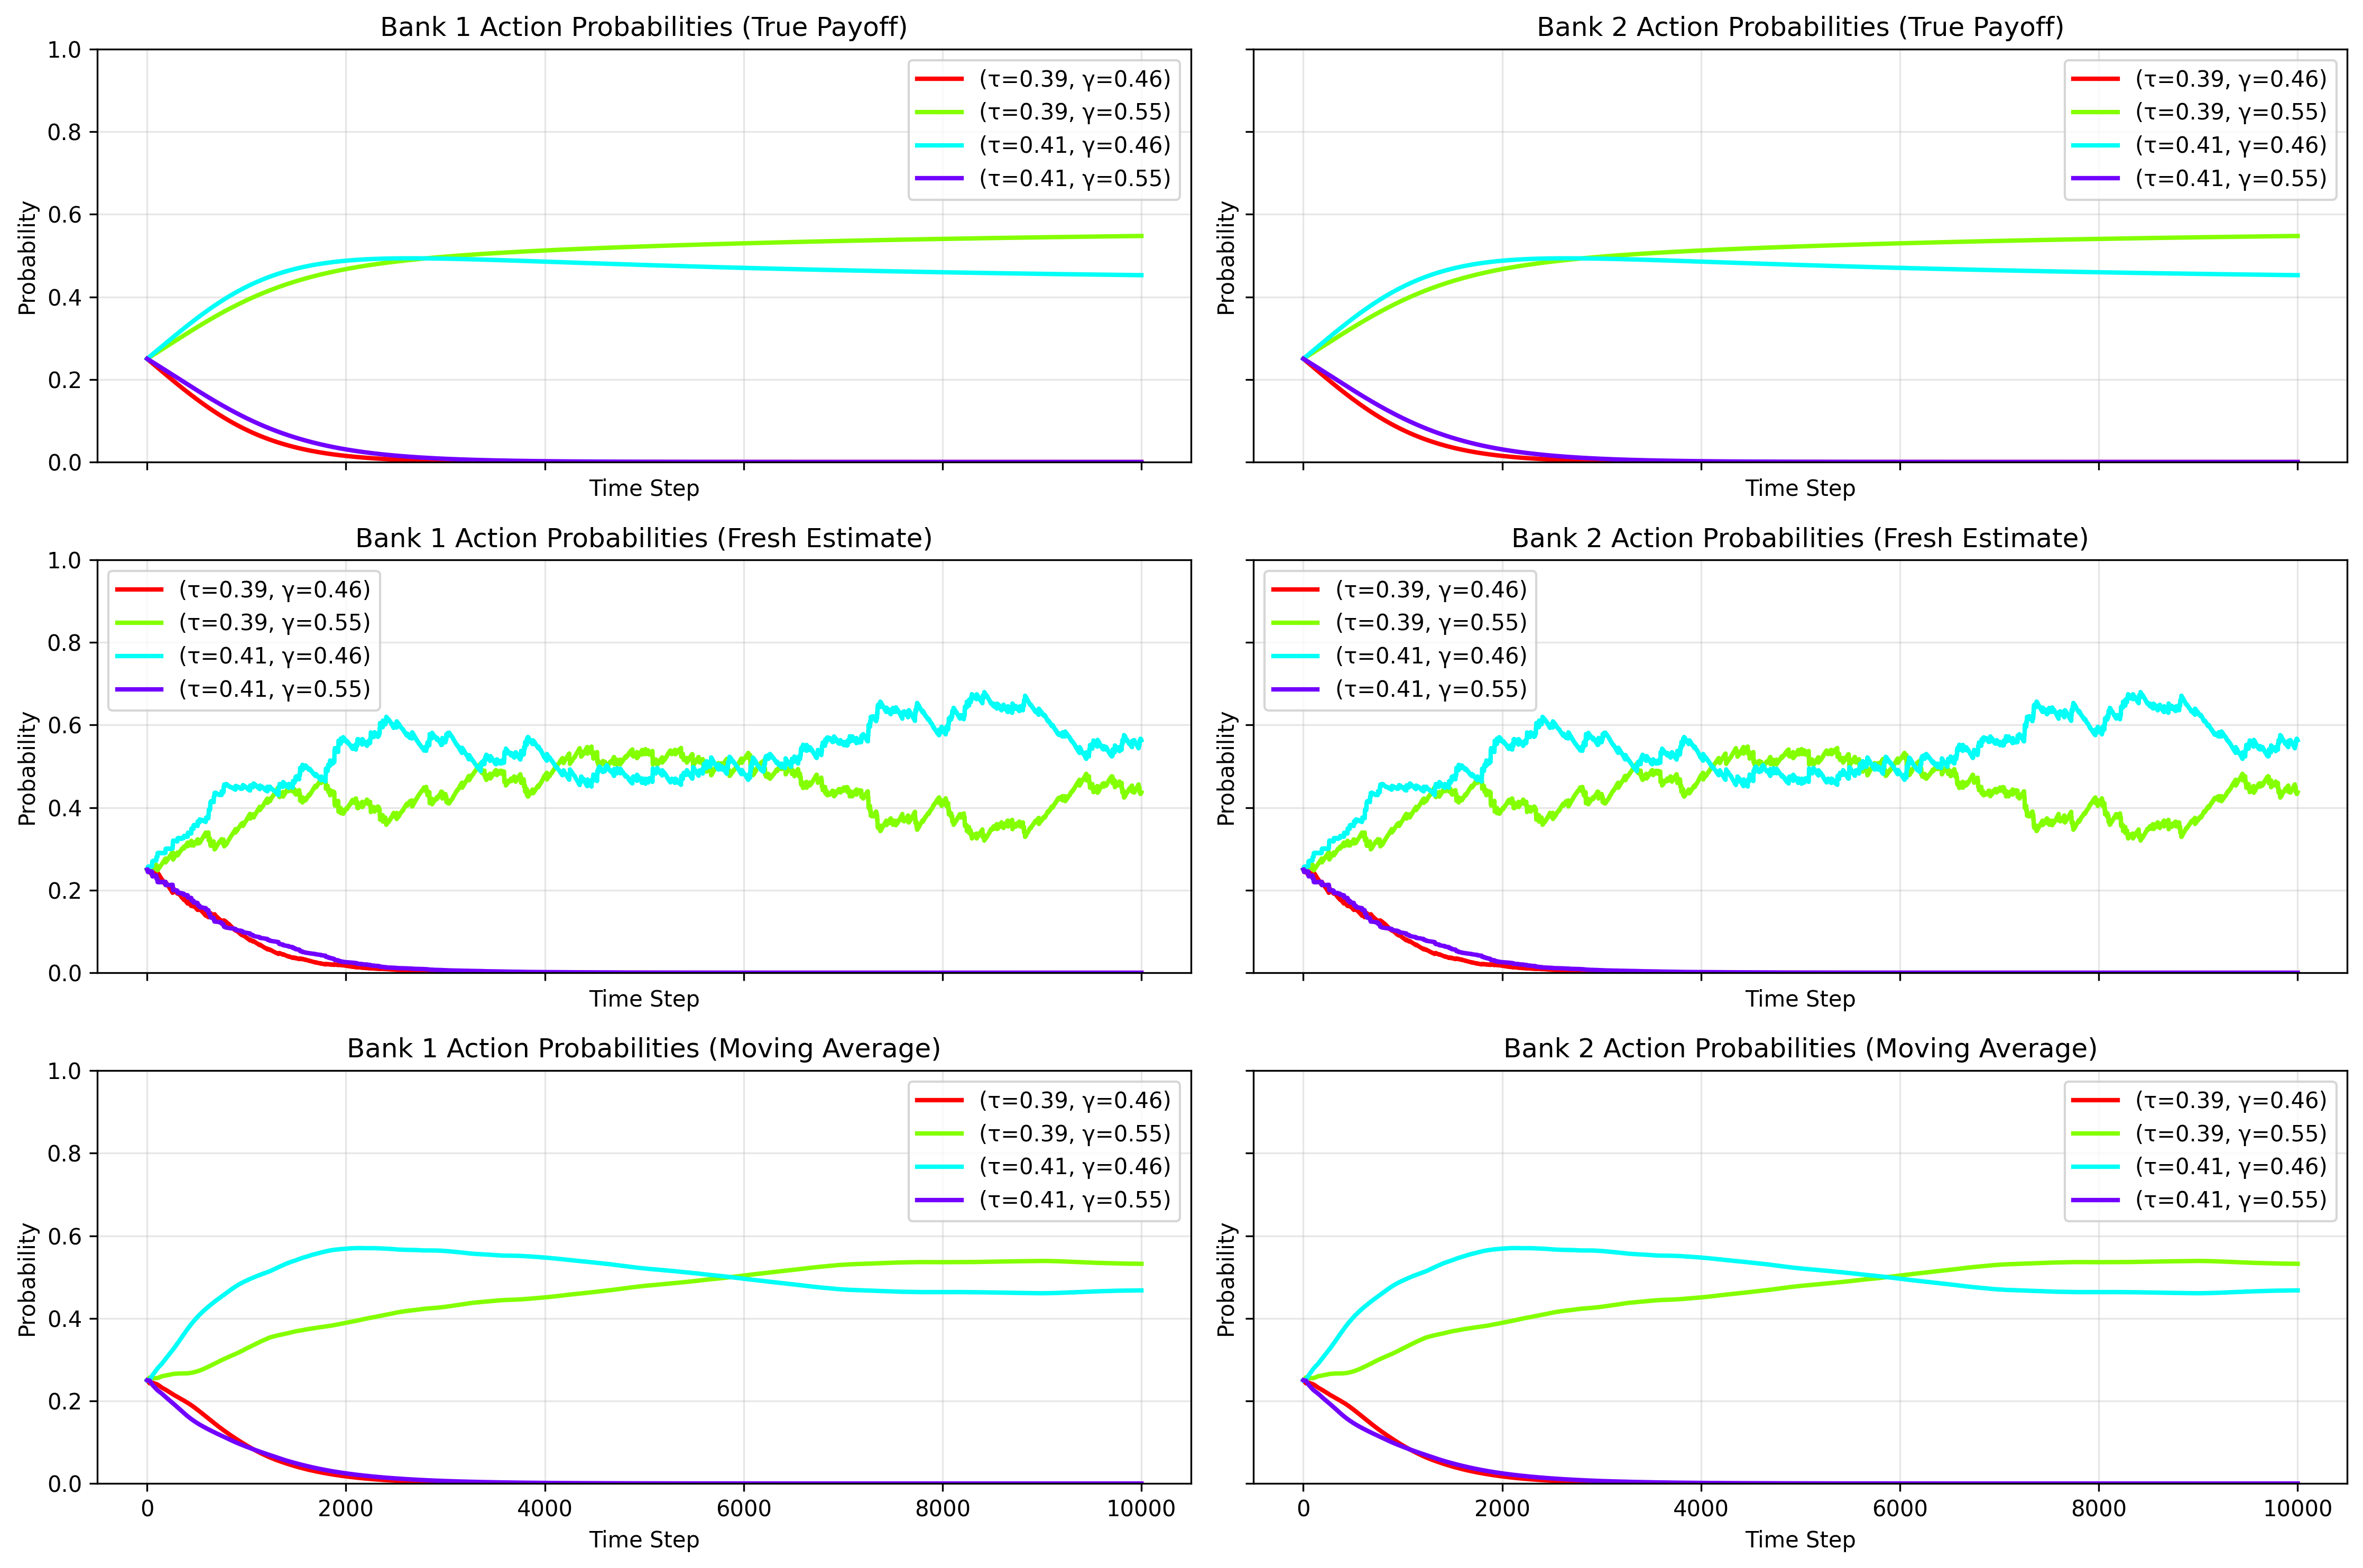 Bank 1 Action Probabilities (True Payoff)
1.0
0.8
0.6
0.4
0.2
0.0
Probability
(τ=0.39, γ=0.46)
(τ=0.39, γ=0.55)
(τ=0.41, γ=0.46)
(τ=0.41, γ=0.55)
Time Step
Bank 2 Action Probabilities (True Payoff)
Probability
(τ=0.39, γ=0.46)
(τ=0.39, γ=0.55)
(τ=0.41, γ=0.46)
(τ=0.41, γ=0.55)
Time Step
Bank 1 Action Probabilities (Fresh Estimate)
1.0
0.8
0.6
0.4
0.2
0.0
Probability
(τ=0.39, γ=0.46)
(τ=0.39, γ=0.55)
(τ=0.41, γ=0.46)
(τ=0.41, γ=0.55)
Time Step
Bank 2 Action Probabilities (Fresh Estimate)
Probability
(τ=0.39, γ=0.46)
(τ=0.39, γ=0.55)
(τ=0.41, γ=0.46)
(τ=0.41, γ=0.55)
Time Step
Bank 1 Action Probabilities (Moving Average)
1.0
0.8
0.6
0.4
0.2
0.0
Probability
(τ=0.39, γ=0.46)
(τ=0.39, γ=0.55)
(τ=0.41, γ=0.46)
(τ=0.41, γ=0.55)
0 2000 4000 6000 8000 10000
Time Step
Bank 2 Action Probabilities (Moving Average)
Probability
(τ=0.39, γ=0.46)
(τ=0.39, γ=0.55)
(τ=0.41, γ=0.46)
(τ=0.41, γ=0.55)
0 2000 4000 6000 8000 10000
Time Step